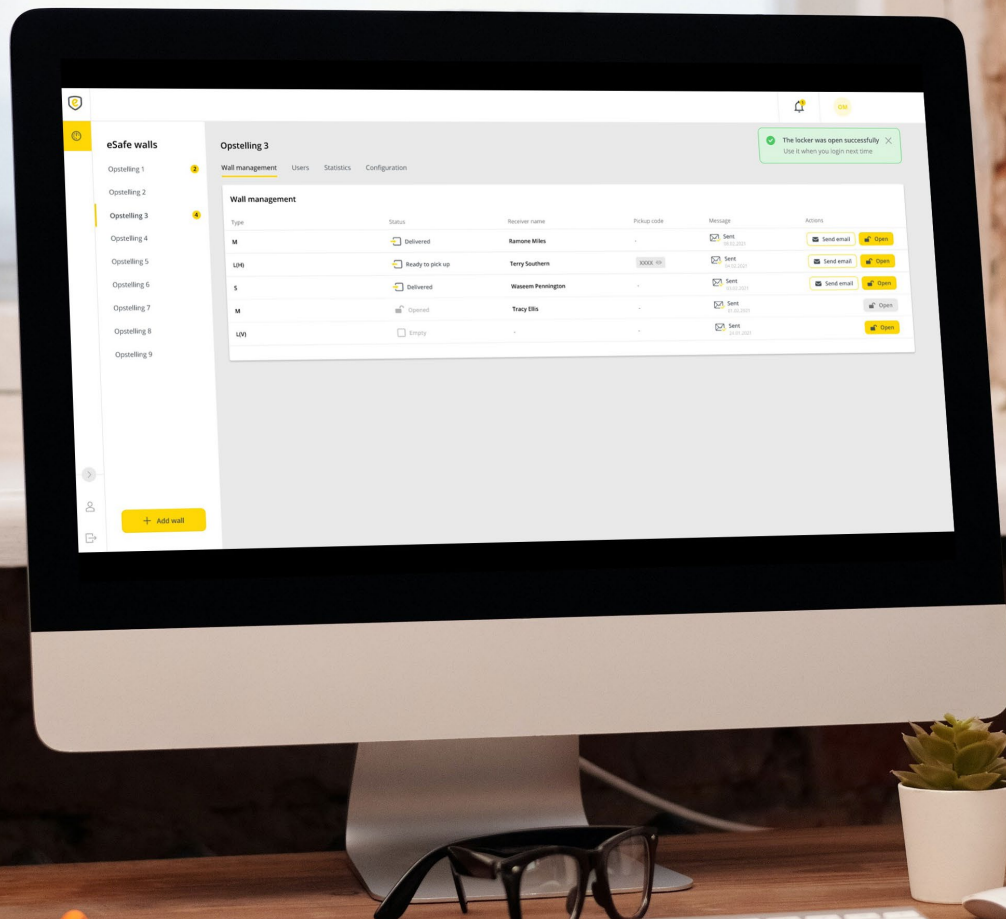 e
eSafe walls
Opstelling 1 2
Opstelling 2
Opstelling 3 4
Opstelling 4
Opstelling 5
Opstelling 6
Opstelling 7
Opstelling 8
Opstelling 9
+ Add wall
Opstelling 3
Wall management Users Statistics Configuration
The locker was open successfully
Use it when you login next time
Wall management
Type Status Receiver name Pickup code Message Actions
M Delivered Ramone Miles - Sent Send email Open
L(H) Ready to pick up Terry Southern XXXX Sent Send email Open
S Delivered Waseem Pennington - Sent Send email Open
M Opened Tracy Ellis - Sent Open
L(V) Empty - - Sent Open